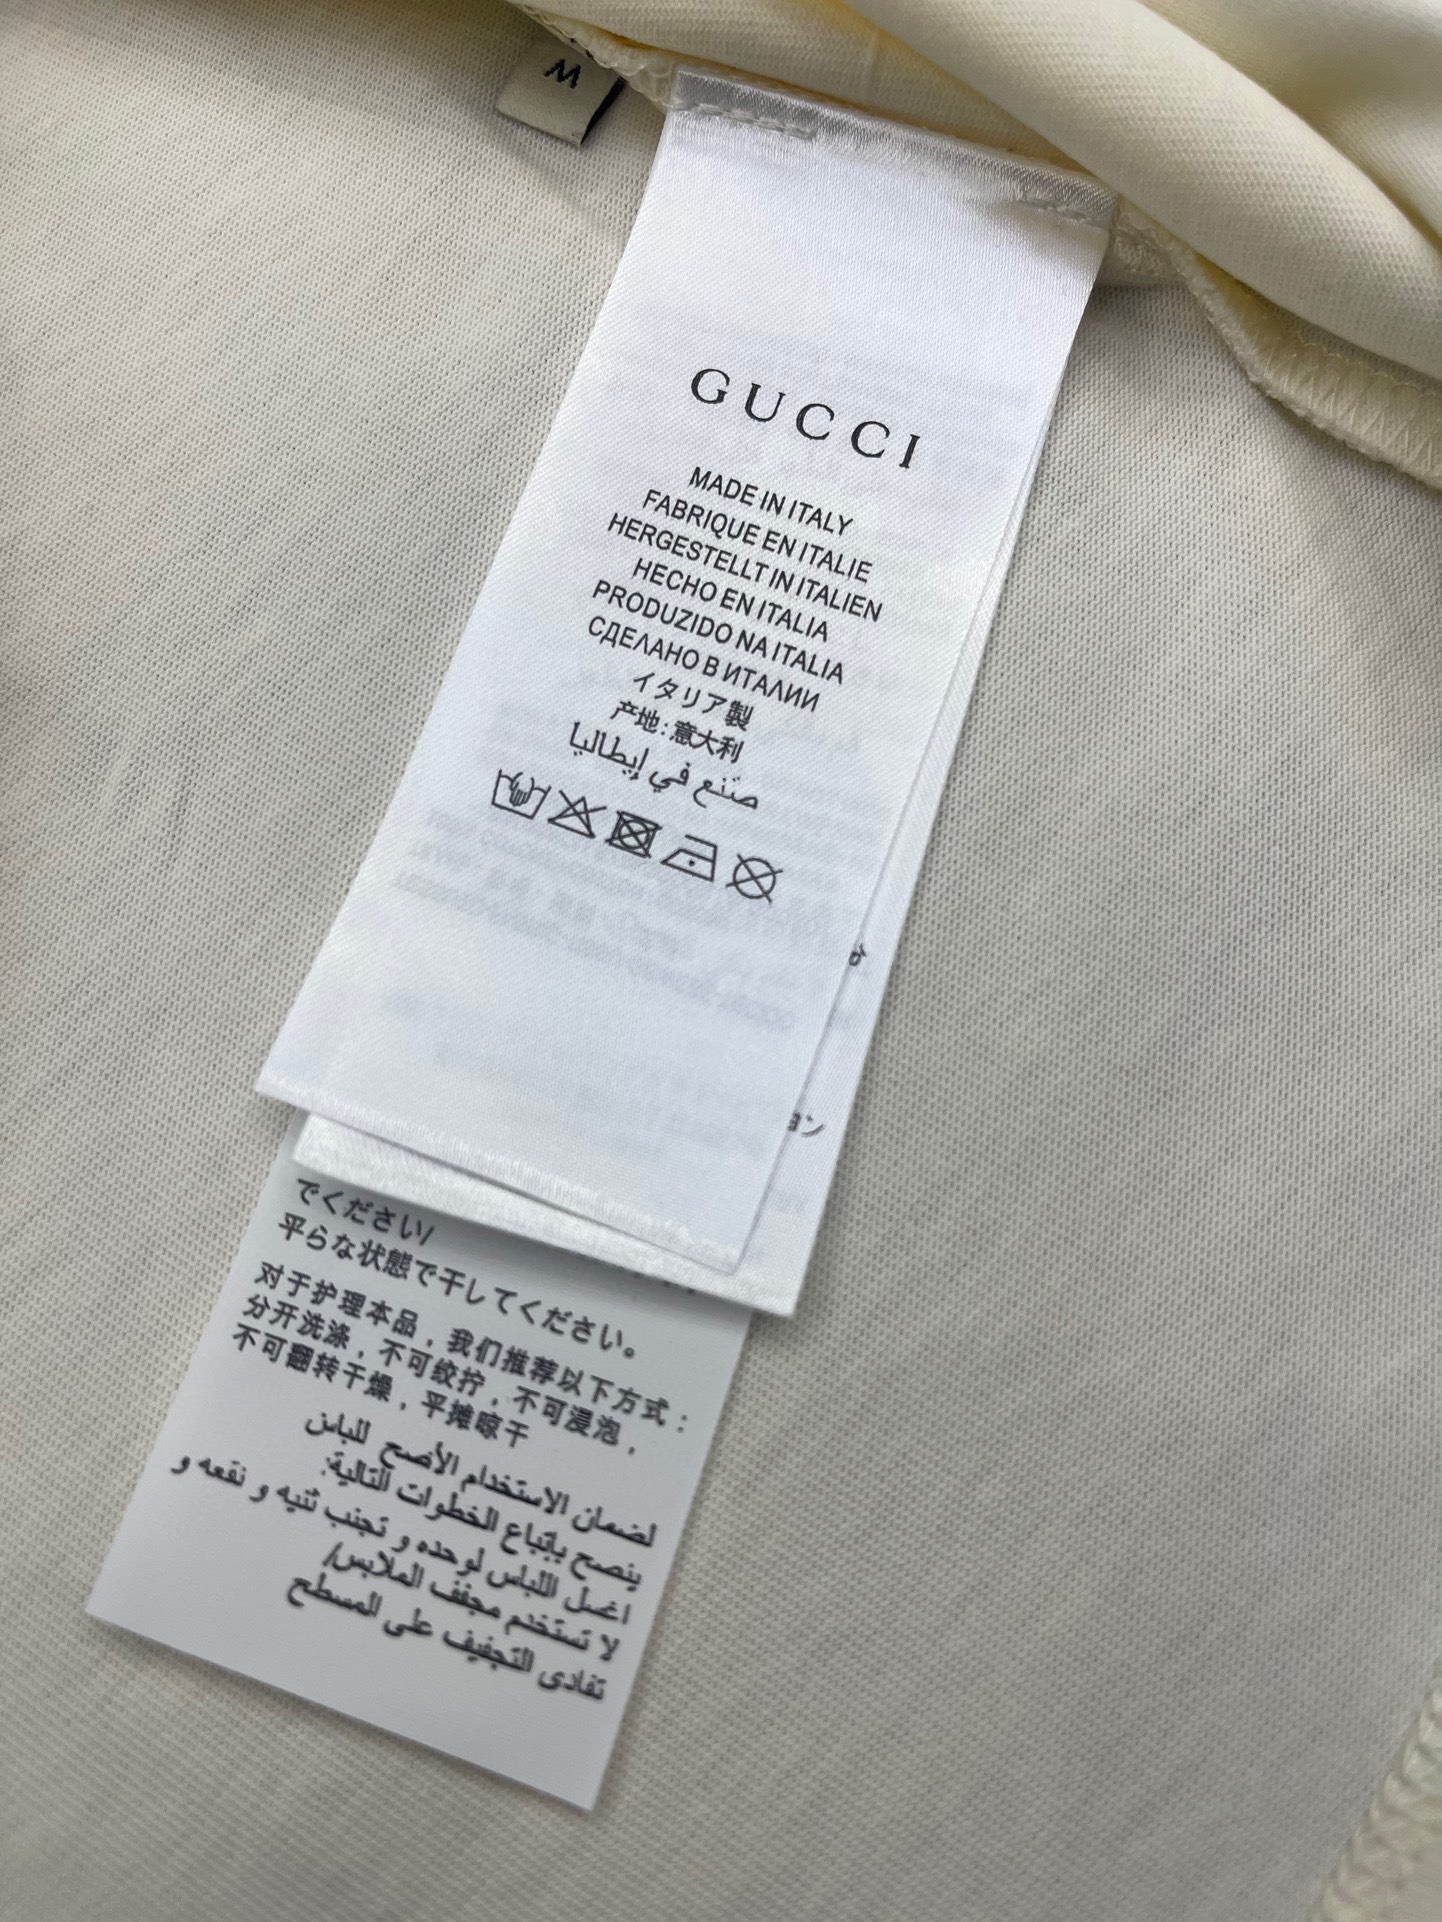 M
GUCCI
MADE IN ITALY
FABRIQUE EN ITALIE
HERGESTELLT IN ITALIEN
HECHO EN ITALIA
PRODUZIDO NA ITALIA
СДЕЛАНО В ИТАЛИИ
イタリア製
产地:意大利
صنع في إيطاليا
ョン
でください/
平らな状態で干してください。
对于护理本品，我们推荐以下方式：
分开洗涤，不可绞拧，不可浸泡，
不可翻转干燥，平摊晾干
لضمان الاستخدام الأصح للباس
ينصح بإتباع الخطوات التالية:
اغسل اللباس لوحده و تجنب ثنيه و نقعه و
لا تستخدم مجفف الملابس/
تفادى التجفيف على المسطح